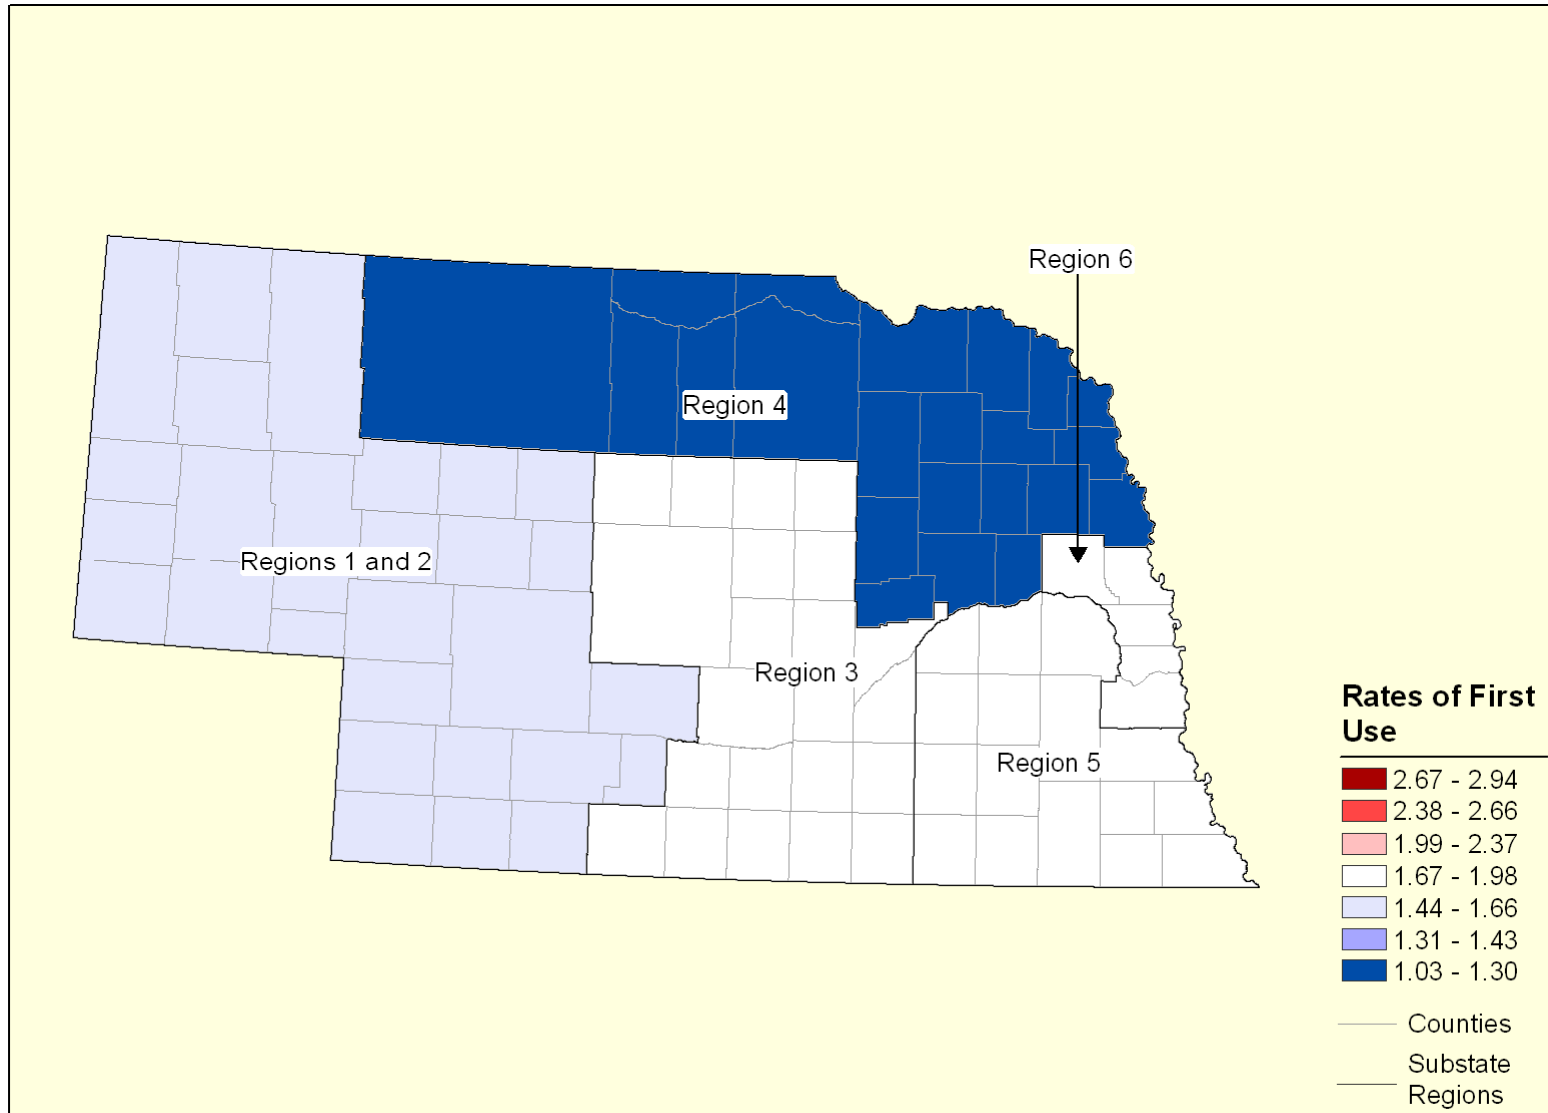 Region 6
Region 4
Regions 1 and 2
Region 3
Region 5
Rates of First
Use
2.67 - 2.94
2.38 - 2.66
1.99 - 2.37
1.67 - 1.98
1.44 - 1.66
1.31 - 1.43
1.03 - 1.30
Counties
Substate
Regions